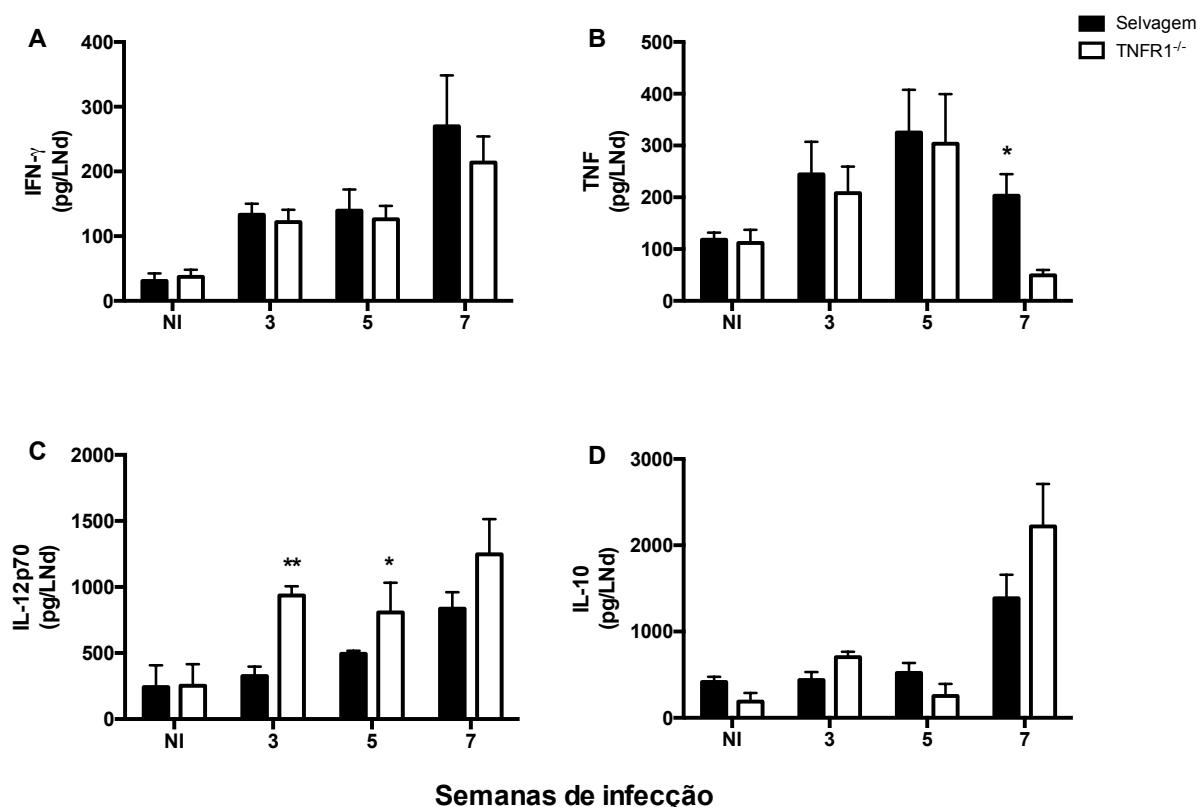 Selvagem
TNFR1-/-
A
400
300
200
100
0
IFN-γ
(pg/LNd)
NI 3 5 7
B
500
400
300
200
100
0
TNF
(pg/LNd)
*
NI 3 5 7
C
2000
1500
1000
500
0
IL-12p70
(pg/LNd)
** *
NI 3 5 7
D
3000
2000
1000
0
IL-10
(pg/LNd)
NI 3 5 7
Semanas de infecção